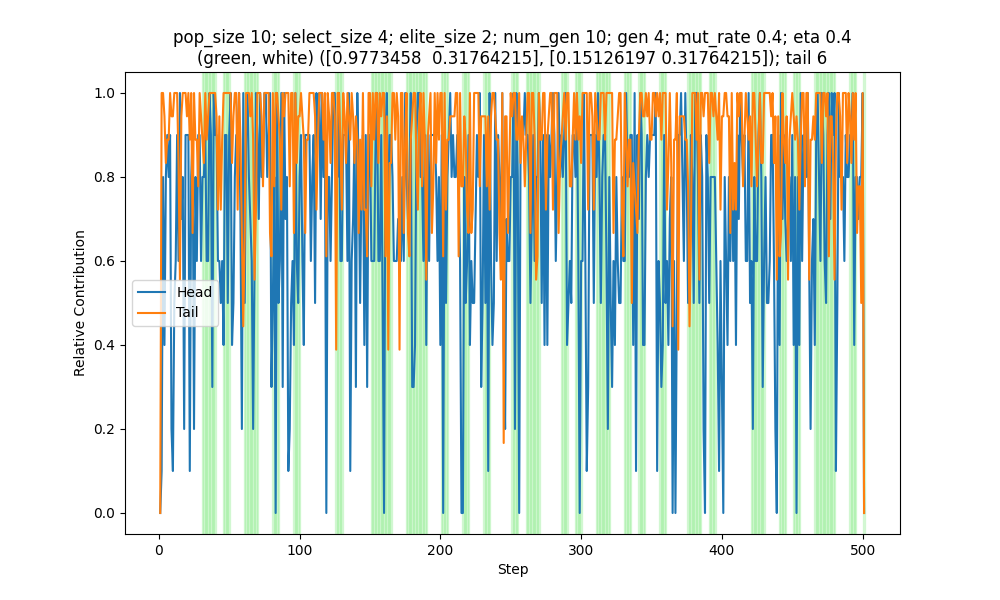 pop_size 10; select_size 4; elite_size 2; num_gen 10; gen 4; mut_rate 0.4; eta 0.4
(green, white) ([0.9773458  0.31764215], [0.15126197 0.31764215]); tail 6
1.0
0.8
0.6
0.4
0.2
0.0
Relative Contribution
Head
Tail
0
100
200
300
400
500
Step